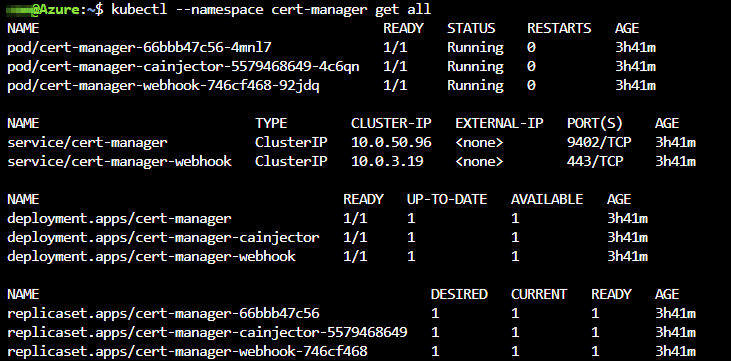 @Azure:~$ kubectl --namespace cert-manager get all
NAME READY STATUS RESTARTS AGE
pod/cert-manager-66bbb47c56-4mnl7 1/1 Running 0 3h41m
pod/cert-manager-cainjector-5579468649-4c6qn 1/1 Running 0 3h41m
pod/cert-manager-webhook-746cf468-92jdq 1/1 Running 0 3h41m
NAME TYPE CLUSTER-IP EXTERNAL-IP PORT(S) AGE
service/cert-manager ClusterIP 10.0.50.96 <none> 9402/TCP 3h41m
service/cert-manager-webhook ClusterIP 10.0.3.19 <none> 443/TCP 3h41m
NAME READY UP-TO-DATE AVAILABLE AGE
deployment.apps/cert-manager 1/1 1 1 3h41m
deployment.apps/cert-manager-cainjector 1/1 1 1 3h41m
deployment.apps/cert-manager-webhook 1/1 1 1 3h41m
NAME DESIRED CURRENT READY AGE
replicaset.apps/cert-manager-66bbb47c56 1 1 1 3h41m
replicaset.apps/cert-manager-cainjector-5579468649 1 1 1 3h41m
replicaset.apps/cert-manager-webhook-746cf468 1 1 1 3h41m